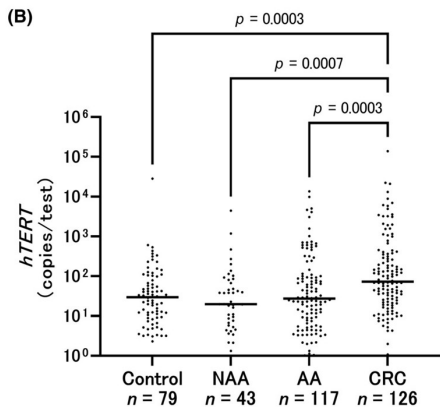 (B)
p = 0.0003
p = 0.0007
p = 0.0003
hTERT
(copies/test)
10⁶
10⁵
10⁴
10³
10²
10¹
10⁰
Control NAA AA CRC
n = 79 n = 43 n = 117 n = 126